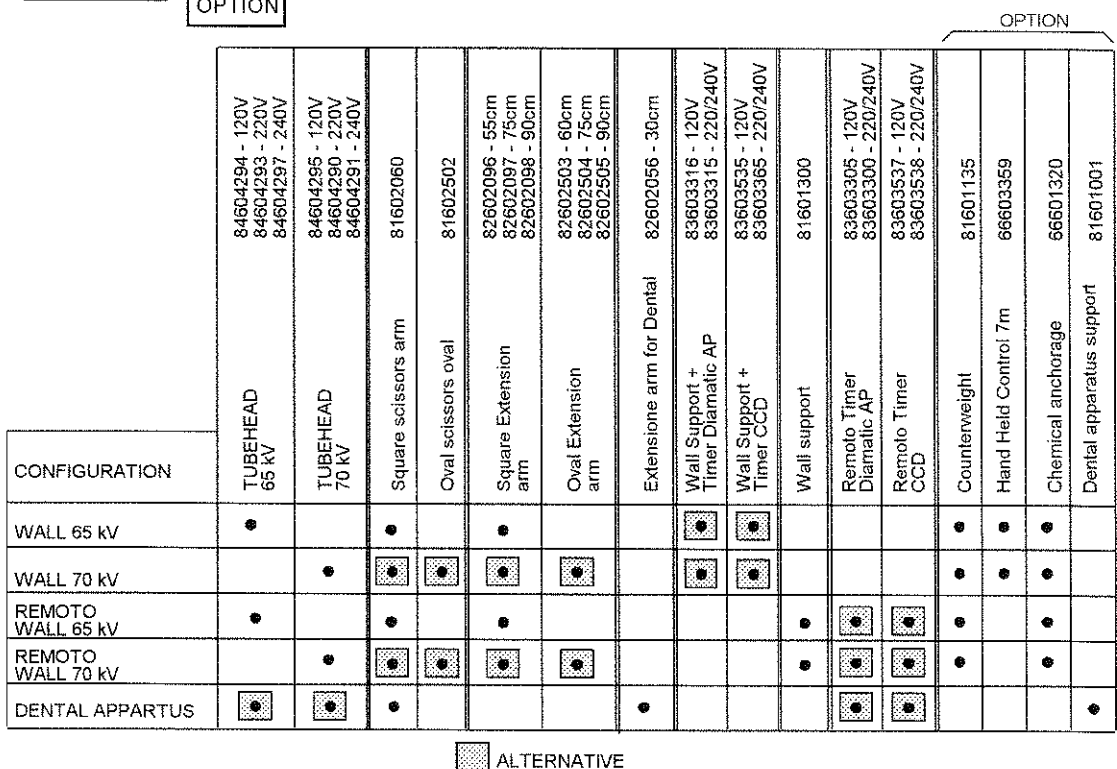 OPTION
OPTION
84604294 - 120V
84604293 - 220V
84604297 - 240V
84604295 - 120V
84604290 - 220V
84604291 - 240V
81602060
81602502
82602096 - 55cm
82602097 - 75cm
82602098 - 90cm
82602503 - 60cm
82602504 - 75cm
82602505 - 90cm
82602056 - 30cm
83603316 - 120V
83603315 - 220/240V
83603535 - 120V
83603365 - 220/240V
81601300
83603305 - 120V
83603300 - 220/240V
83603537 - 120V
83603538 - 220/240V
81601135
66603359
66601320
81601001
CONFIGURATION
TUBEHEAD
65 kV
TUBEHEAD
70 kV
Square scissors arm
Oval scissors oval
Square Extension
arm
Oval Extension
arm
Extensione arm for Dental
Wall Support +
Timer Diamatic AP
Wall Support +
Timer CCD
Wall support
Remoto Timer
Diamatic AP
Remoto Timer
CCD
Counterweight
Hand Held Control 7m
Chemical anchorage
Dental apparatus support
WALL 65 kV
WALL 70 kV
REMOTO
WALL 65 kV
REMOTO
WALL 70 kV
DENTAL APPARTUS
ALTERNATIVE